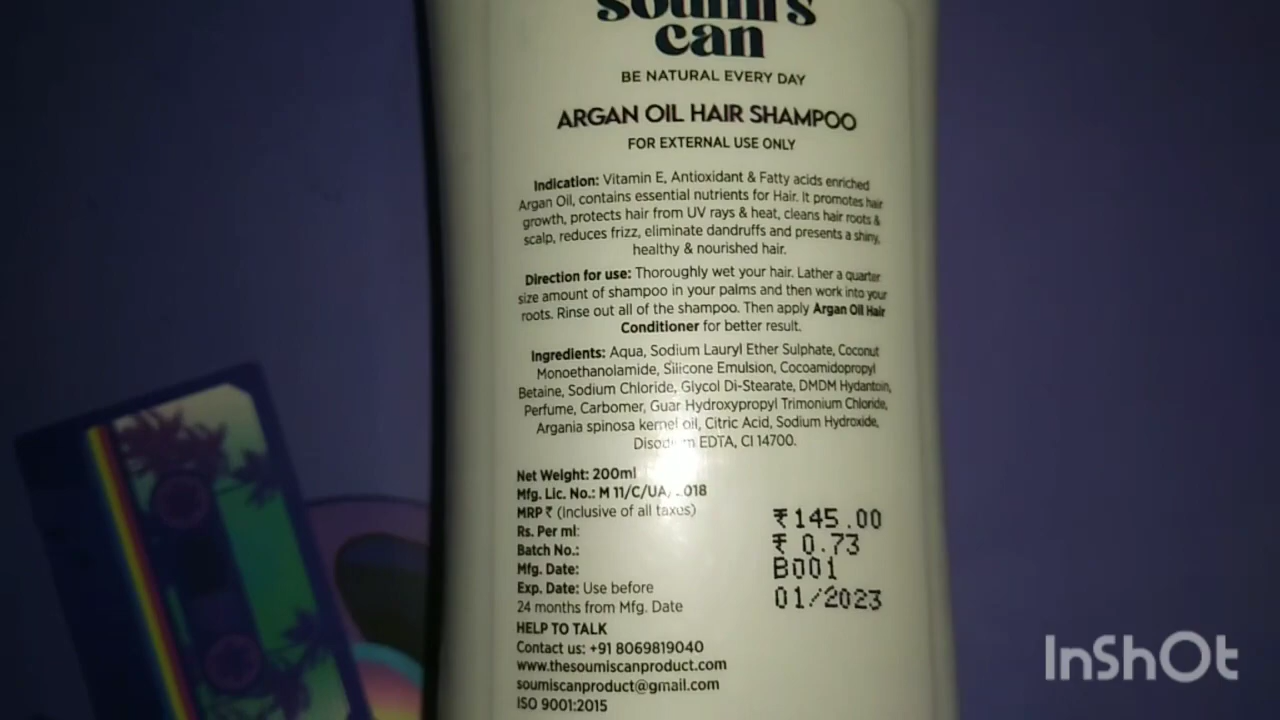 soumi's
can
BE NATURAL EVERY DAY
ARGAN OIL HAIR SHAMPOO
FOR EXTERNAL USE ONLY
Indication: Vitamin E, Antioxidant & Fatty acids enriched
Argan Oil, contains essential nutrients for Hair. It promotes hair
growth, protects hair from UV rays & heat, cleans hair roots &
scalp, reduces frizz, eliminate dandruffs and presents a shiny,
healthy & nourished hair.
Direction for use: Thoroughly wet your hair. Lather a quarter
size amount of shampoo in your palms and then work into your
roots. Rinse out all of the shampoo. Then apply Argan Oil Hair
Conditioner for better result.
Ingredients: Aqua, Sodium Lauryl Ether Sulphate, Coconut
Monoethanolamide, Silicone Emulsion, Cocoamidopropyl
Betaine, Sodium Chloride, Glycol Di-Stearate, DMDM Hydantoin,
Perfume, Carbomer, Guar Hydroxypropyl Trimonium Chloride,
Argania spinosa kernel oil, Citric Acid, Sodium Hydroxide,
EDTA, CI 14700.
Net Weight: 200ml
Mfg. Lic. No.: M
MRP ₹ (Inclusive of all taxes) ₹145.00
Rs. Per ml: ₹ 0.73
Batch No.: B001
Mfg. Date: 01/2023
Exp. Date: Use before
24 months from Mfg. Date
HELP TO TALK
Contact us: +91 8069819040
www.thesoumiscanproduct.com
soumiscanproduct@gmail.com
ISO 9001:2015
InShOt